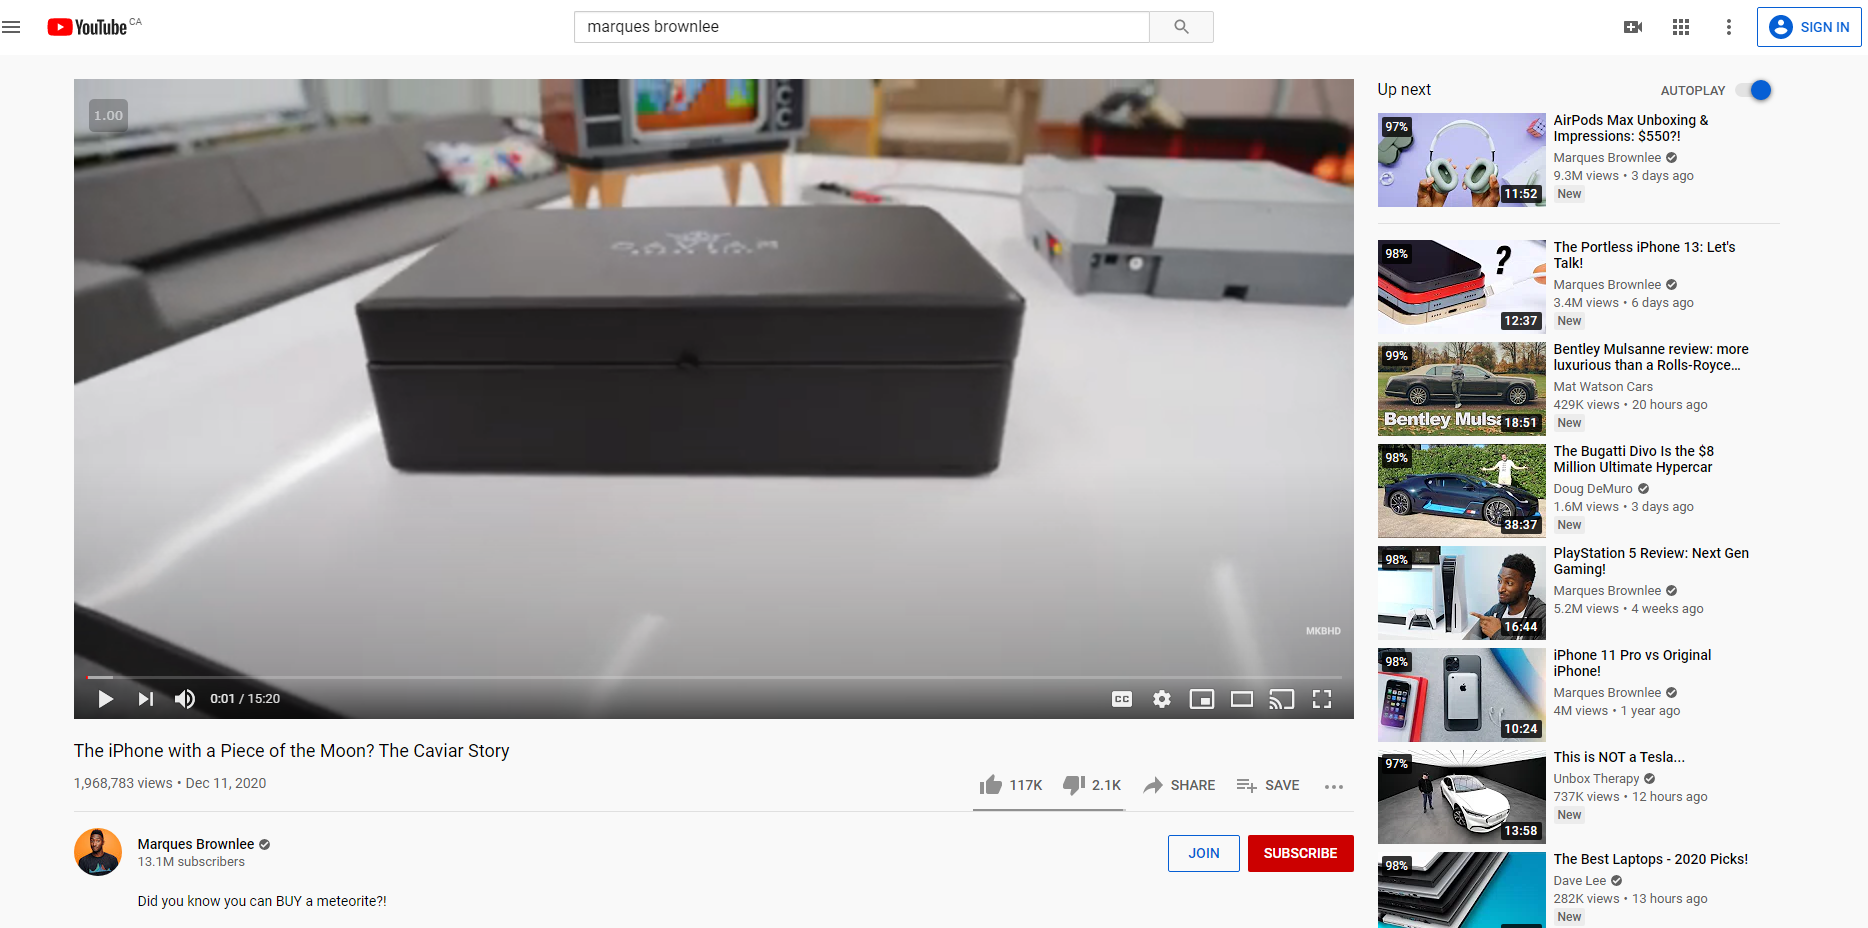 YouTube CA
marques brownlee
SIGN IN
1.00
CAVIAR
MKBHD
0:01 / 15:20
CC
The iPhone with a Piece of the Moon? The Caviar Story
1,968,783 views • Dec 11, 2020
117K
2.1K
SHARE
SAVE
Marques Brownlee
13.1M subscribers
JOIN
SUBSCRIBE
Did you know you can BUY a meteorite?!
Up next
AUTOPLAY
97%
11:52
AirPods Max Unboxing &
Impressions: $550?!
Marques Brownlee
9.3M views • 3 days ago
New
98%
?
12:37
The Portless iPhone 13: Let's
Talk!
Marques Brownlee
3.4M views • 6 days ago
New
99%
Bentley Mulsa
18:51
Bentley Mulsanne review: more
luxurious than a Rolls-Royce…
Mat Watson Cars
429K views • 20 hours ago
New
98%
38:37
The Bugatti Divo Is the $8
Million Ultimate Hypercar
Doug DeMuro
1.6M views • 3 days ago
New
98%
16:44
PlayStation 5 Review: Next Gen
Gaming!
Marques Brownlee
5.2M views • 4 weeks ago
98%
10:24
iPhone 11 Pro vs Original
iPhone!
Marques Brownlee
4M views • 1 year ago
97%
13:58
This is NOT a Tesla...
Unbox Therapy
737K views • 12 hours ago
New
98%
The Best Laptops - 2020 Picks!
Dave Lee
282K views • 13 hours ago
New